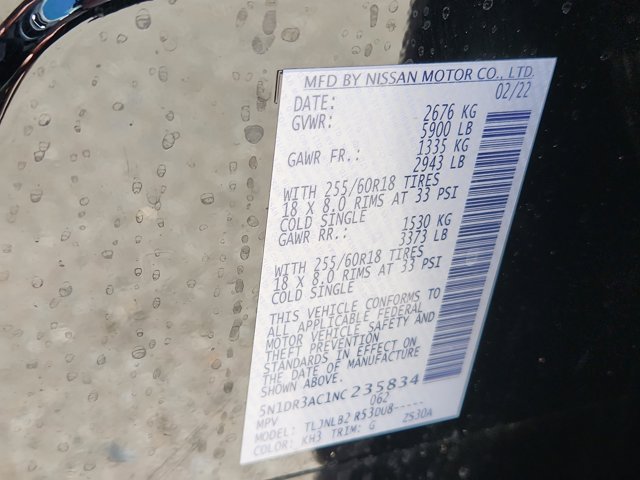 MFD BY NISSAN MOTOR CO., LTD.
DATE: 02/22
GVWR: 2676 KG
5900 LB
GAWR FR.: 1335 KG
2943 LB
WITH 255/60R18 TIRES
18 X 8.0 RIMS AT 33 PSI
COLD SINGLE
GAWR RR.: 1530 KG
3373 LB
WITH 255/60R18 TIRES
18 X 8.0 RIMS AT 33 PSI
COLD SINGLE
THIS VEHICLE CONFORMS TO
ALL APPLICABLE FEDERAL
MOTOR VEHICLE SAFETY AND
THEFT PREVENTION
STANDARDS IN EFFECT ON
THE DATE OF MANUFACTURE
SHOWN ABOVE.
5N1DR3AC1NC235834
MPV 062
MODEL: TLJNLB2 R53DU8-----
COLOR: KH3 TRIM: G Z530A